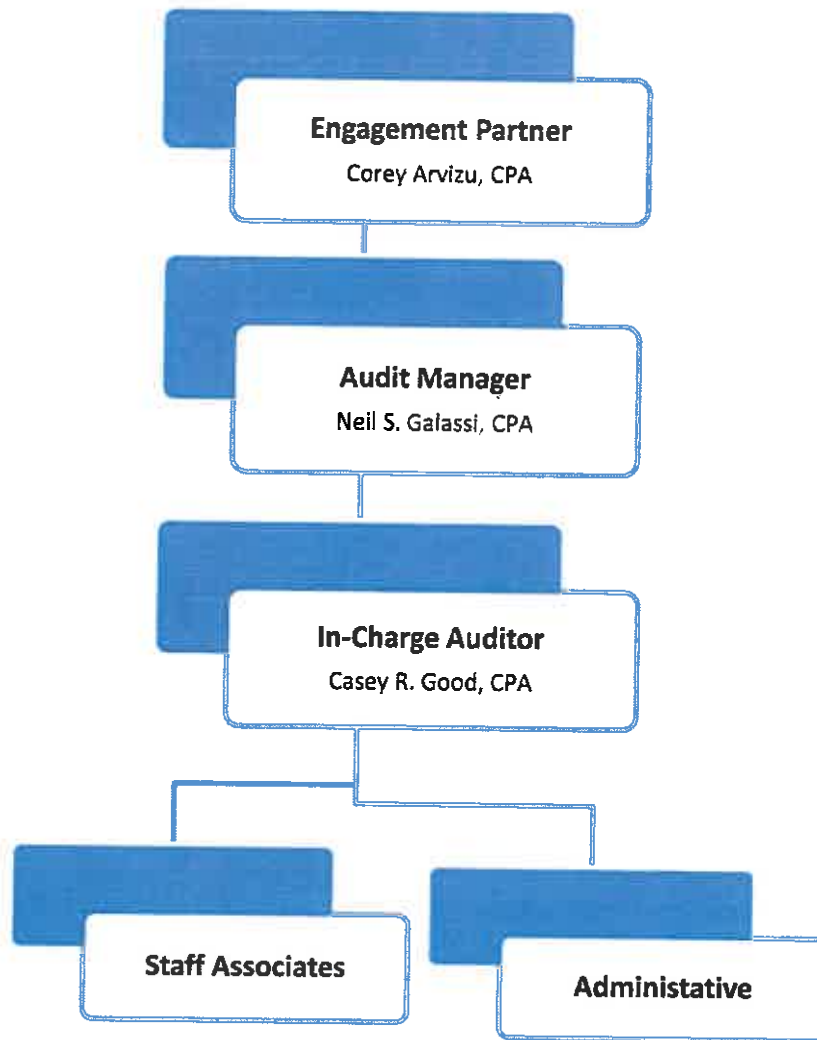 Engagement Partner
Corey Arvizu, CPA
Audit Manager
Neil S. Galassi, CPA
In-Charge Auditor
Casey R. Good, CPA
Staff Associates
Administative